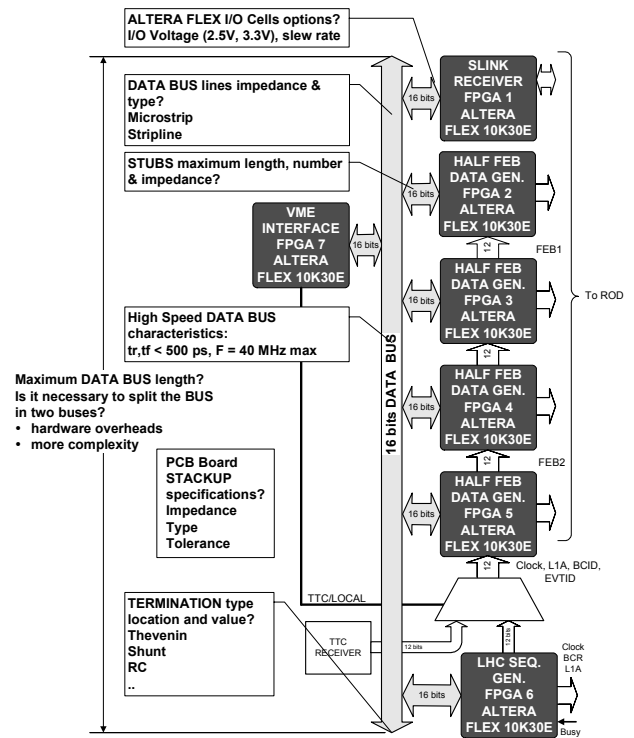 ALTERA FLEX I/O Cells options?
I/O Voltage (2.5V, 3.3V), slew rate
SLINK
RECEIVER
FPGA 1
ALTERA
FLEX 10K30E
16 bits
DATA BUS lines impedance &
type?
Microstrip
Stripline
STUBS maximum length, number
& impedance?
HALF FEB
DATA GEN.
FPGA 2
ALTERA
FLEX 10K30E
16 bits
VME
INTERFACE
FPGA 7
ALTERA
FLEX 10K30E
16 bits
12
FEB1
HALF FEB
DATA GEN.
FPGA 3
ALTERA
FLEX 10K30E
16 bits
To ROD
High Speed DATA BUS
characteristics:
tr,tf < 500 ps, F = 40 MHz max
16 bits DATA BUS
12
Maximum DATA BUS length?
Is it necessary to split the BUS
in two buses?
• hardware overheads
• more complexity
HALF FEB
DATA GEN.
FPGA 4
ALTERA
FLEX 10K30E
16 bits
12
FEB2
PCB Board
STACKUP
specifications?
Impedance
Type
Tolerance
HALF FEB
DATA GEN.
FPGA 5
ALTERA
FLEX 10K30E
16 bits
12
Clock, L1A, BCID,
EVTID
TTC/LOCAL
TERMINATION type
location and value?
Thevenin
Shunt
RC
..
TTC
RECEIVER
12 bits
12 bits
LHC SEQ.
GEN.
FPGA 6
ALTERA
FLEX 10K30E
16 bits
Clock
BCR
L1A
Busy